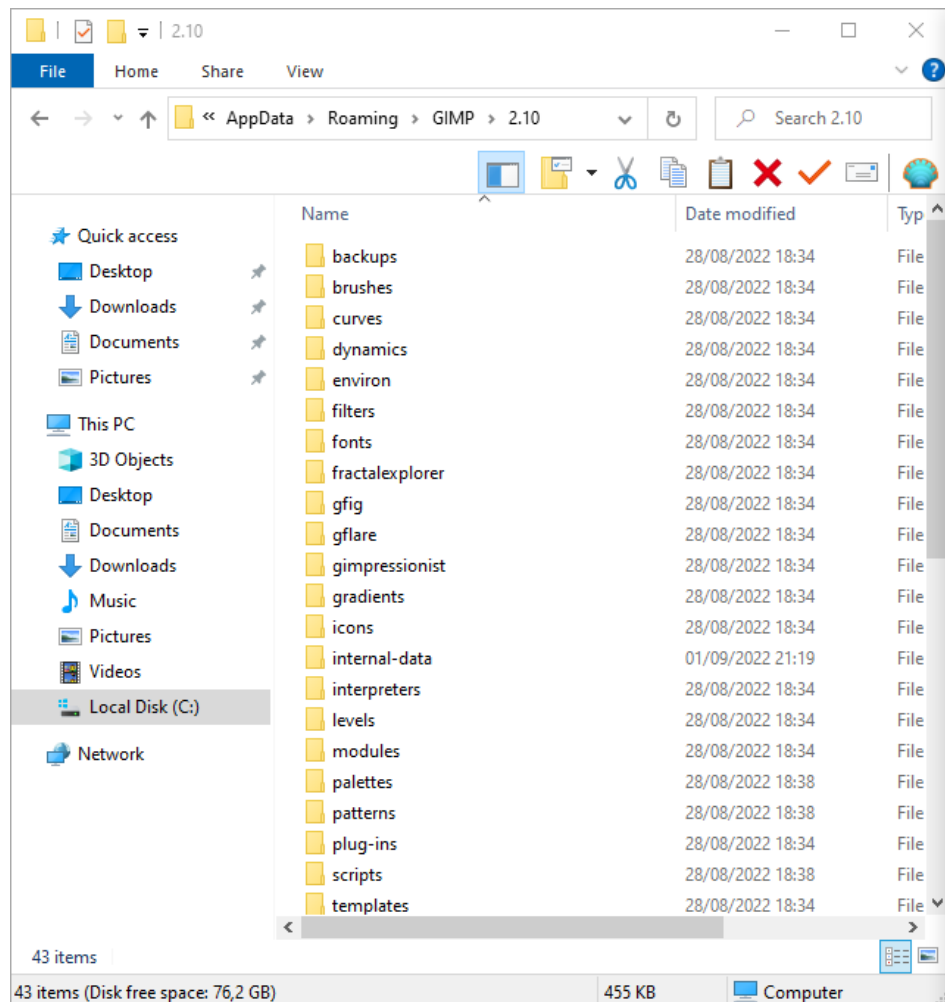 2.10
File Home Share View
« AppData > Roaming > GIMP > 2.10 Search 2.10
Name Date modified Typ
Quick access
Desktop
Downloads
Documents
Pictures
This PC
3D Objects
Desktop
Documents
Downloads
Music
Pictures
Videos
Local Disk (C:)
Network
backups 28/08/2022 18:34 File
brushes 28/08/2022 18:34 File
curves 28/08/2022 18:34 File
dynamics 28/08/2022 18:34 File
environ 28/08/2022 18:34 File
filters 28/08/2022 18:34 File
fonts 28/08/2022 18:34 File
fractalexplorer 28/08/2022 18:34 File
gfig 28/08/2022 18:34 File
gflare 28/08/2022 18:34 File
gimpressionist 28/08/2022 18:34 File
gradients 28/08/2022 18:34 File
icons 28/08/2022 18:34 File
internal-data 01/09/2022 21:19 File
interpreters 28/08/2022 18:34 File
levels 28/08/2022 18:34 File
modules 28/08/2022 18:34 File
palettes 28/08/2022 18:38 File
patterns 28/08/2022 18:38 File
plug-ins 28/08/2022 18:34 File
scripts 28/08/2022 18:38 File
templates 28/08/2022 18:34 File
43 items
43 items (Disk free space: 76,2 GB) 455 KB Computer